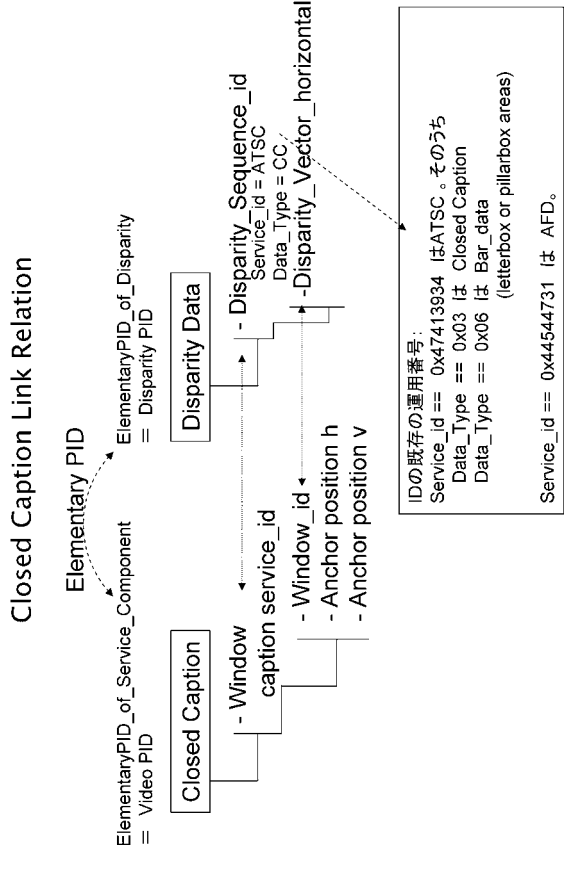 Closed Caption Link Relation
Elementary PID
ElementaryPID_of_Service_Component
= Video PID
ElementaryPID_of_Disparity
= Disparity PID
Closed Caption
- Window
caption service_id
- Window_id
- Anchor position h
- Anchor position v
Disparity Data
- Disparity_Sequence_id
Service_id = ATSC
Data_Type = CC
-Disparity_Vector_horizontal
IDの既存の運用番号:
Service_id == 0x47413934 はATSC。そのうち
Data_Type == 0x03 は Closed Caption
Data_Type == 0x06 は Bar_data
(letterbox or pillarbox areas)
Service_id == 0x44544731 は AFD。